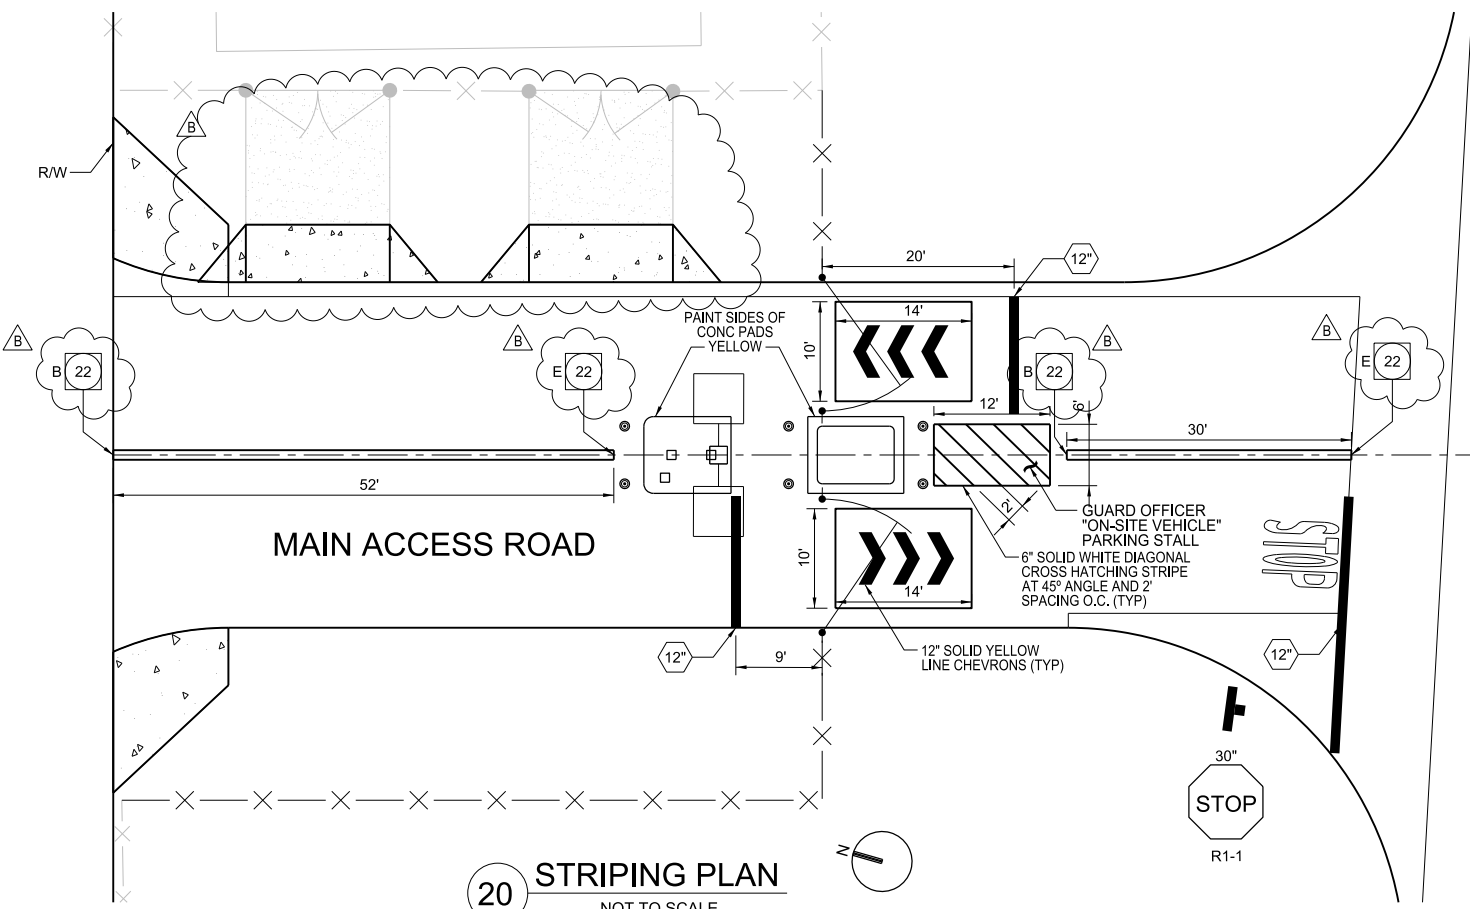 B
R/W
20'
12"
PAINT SIDES OF
CONC PADS
YELLOW
14'
10'
B
B 22
B
E 22
B 22
B
B
E 22
12'
6'
30'
52'
2'
MAIN ACCESS ROAD
GUARD OFFICER
"ON-SITE VEHICLE"
PARKING STALL
6" SOLID WHITE DIAGONAL
CROSS HATCHING STRIPE
AT 45° ANGLE AND 2'
SPACING O.C. (TYP)
STOP
10'
14'
12"
9'
12" SOLID YELLOW
LINE CHEVRONS (TYP)
12"
30"
STOP
R1-1
N
20 STRIPING PLAN
NOT TO SCALE